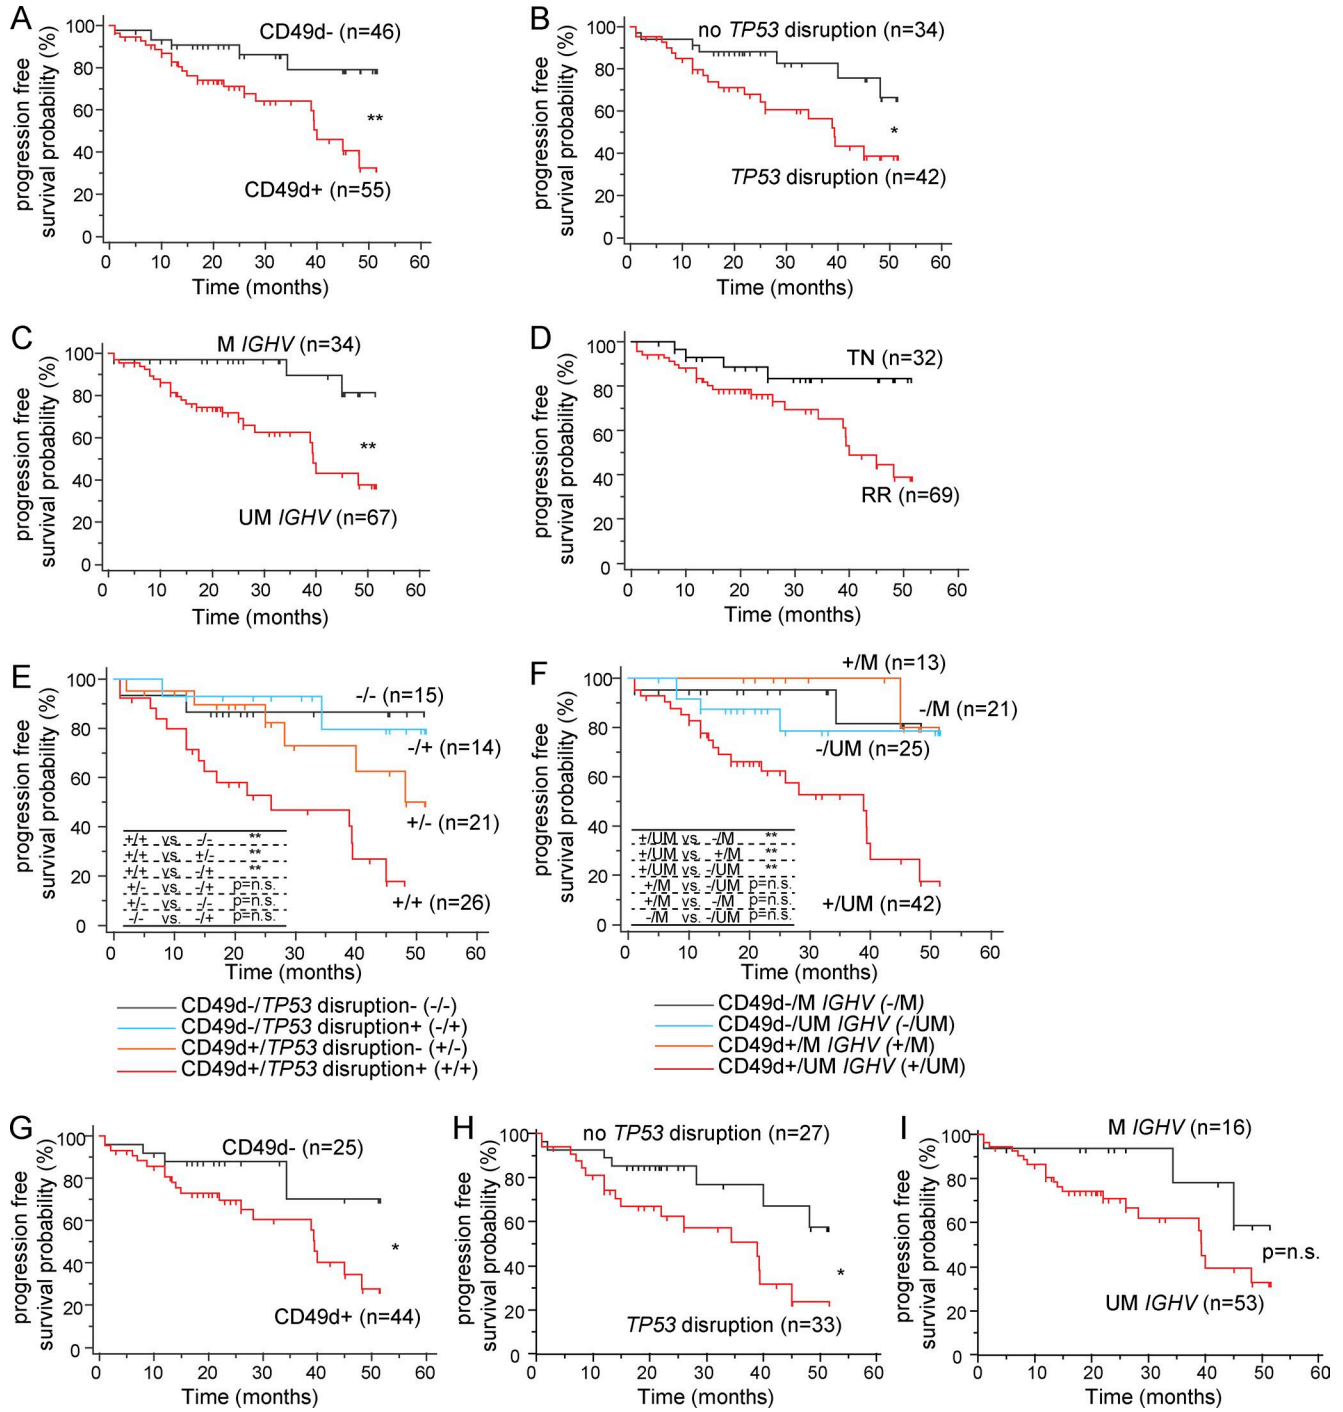 A
progression free
survival probability (%)
100
80
60
40
20
0
CD49d- (n=46)
**
CD49d+ (n=55)
0 10 20 30 40 50 60
Time (months)
B
progression free
survival probability (%)
100
80
60
40
20
0
no TP53 disruption (n=34)
*
TP53 disruption (n=42)
0 10 20 30 40 50 60
Time (months)
C
progression free
survival probability (%)
100
80
60
40
20
0
M IGHV (n=34)
**
UM IGHV (n=67)
0 10 20 30 40 50 60
Time (months)
D
progression free
survival probability (%)
100
80
60
40
20
0
TN (n=32)
RR (n=69)
0 10 20 30 40 50 60
Time (months)
E
progression free
survival probability (%)
100
80
60
40
20
0
-/- (n=15)
-/+ (n=14)
+/- (n=21)
+/+ (n=26)
+/+ vs. -/- **
+/+ vs. +/- **
+/+ vs. -/+ **
+/- vs. -/+ p=n.s.
+/- vs. -/- p=n.s.
-/- vs. -/+ p=n.s.
0 10 20 30 40 50 60
Time (months)
CD49d-/TP53 disruption- (-/-)
CD49d-/TP53 disruption+ (-/+)
CD49d+/TP53 disruption- (+/-)
CD49d+/TP53 disruption+ (+/+)
F
progression free
survival probability (%)
100
80
60
40
20
0
+/M (n=13)
-/M (n=21)
-/UM (n=25)
+/UM (n=42)
+/UM vs. -/M **
+/UM vs. +/M **
+/UM vs. -/UM **
+/M vs. -/UM p=n.s.
+/M vs. -/M p=n.s.
-/M vs. -/UM p=n.s.
0 10 20 30 40 50 60
Time (months)
CD49d-/M IGHV (-/M)
CD49d-/UM IGHV (-/UM)
CD49d+/M IGHV (+/M)
CD49d+/UM IGHV (+/UM)
G
progression free
survival probability (%)
100
80
60
40
20
0
CD49d- (n=25)
*
CD49d+ (n=44)
0 10 20 30 40 50 60
Time (months)
H
progression free
survival probability (%)
100
80
60
40
20
0
no TP53 disruption (n=27)
*
TP53 disruption (n=33)
0 10 20 30 40 50 60
Time (months)
I
progression free
survival probability (%)
100
80
60
40
20
0
M IGHV (n=16)
p=n.s.
UM IGHV (n=53)
0 10 20 30 40 50 60
Time (months)